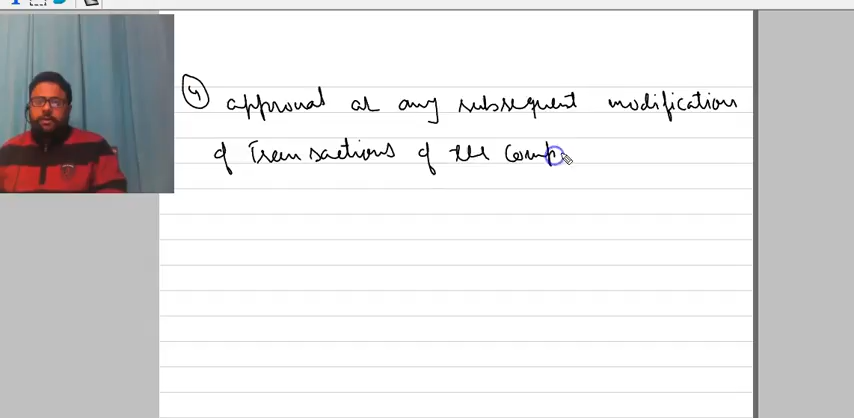 ④ approval or any subsequent modification
of Transactions of the comp